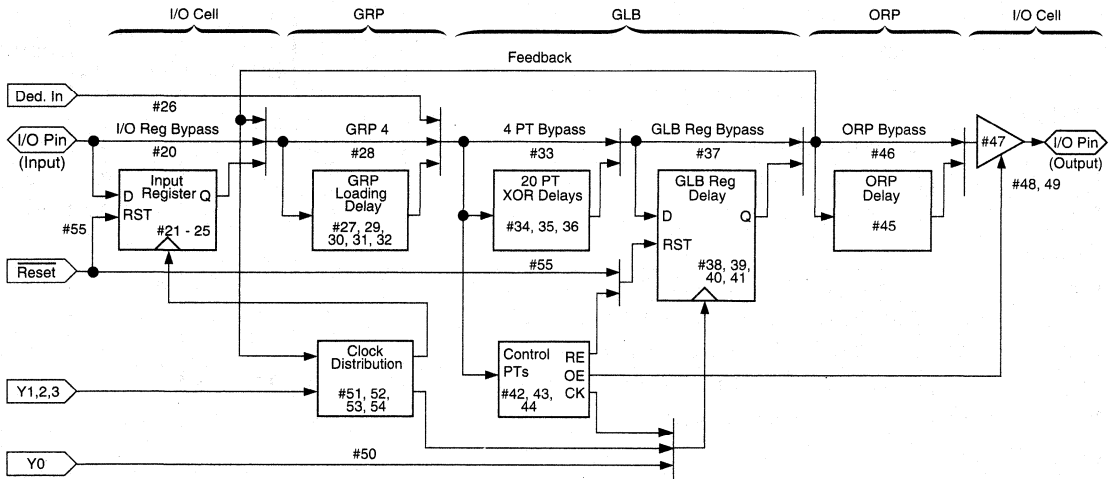 I/O Cell
GRP
GLB
ORP
I/O Cell
Feedback
Ded. In
#26
I/O Pin
(Input)
I/O Reg Bypass
#20
GRP 4
#28
4 PT Bypass
#33
GLB Reg Bypass
#37
ORP Bypass
#46
#47
I/O Pin
(Output)
#48, 49
Input
Register
D
Q
RST
#21 - 25
#55
GRP
Loading
Delay
#27, 29,
30, 31, 32
20 PT
XOR Delays
#34, 35, 36
GLB Reg
Delay
D
Q
RST
#38, 39,
40, 41
ORP
Delay
#45
Reset
#55
Clock
Distribution
#51, 52,
53, 54
Control
PTs
RE
OE
CK
#42, 43,
44
Y1,2,3
Y0
#50